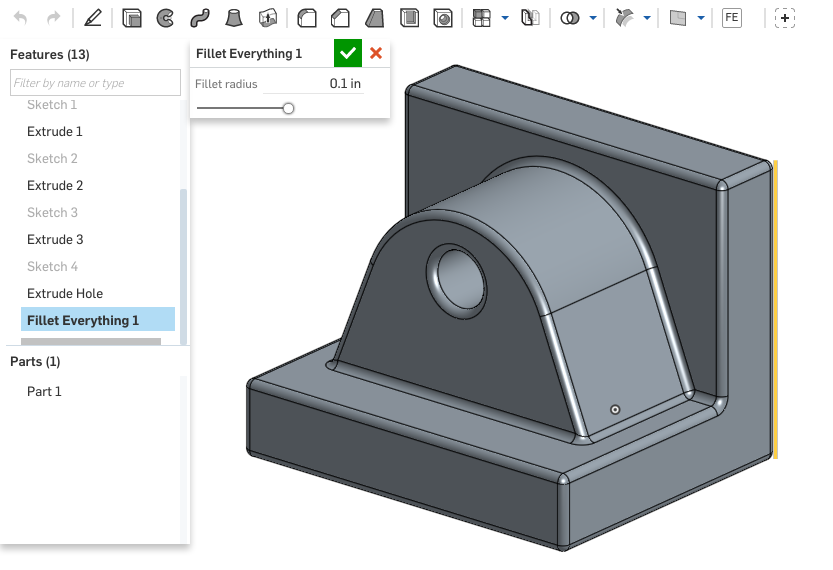 FE
Features (13)
Fillet Everything 1
Filter by name or type
Fillet radius
0.1 in
Sketch 1
Extrude 1
Sketch 2
Extrude 2
Sketch 3
Extrude 3
Sketch 4
Extrude Hole
Fillet Everything 1
Parts (1)
Part 1